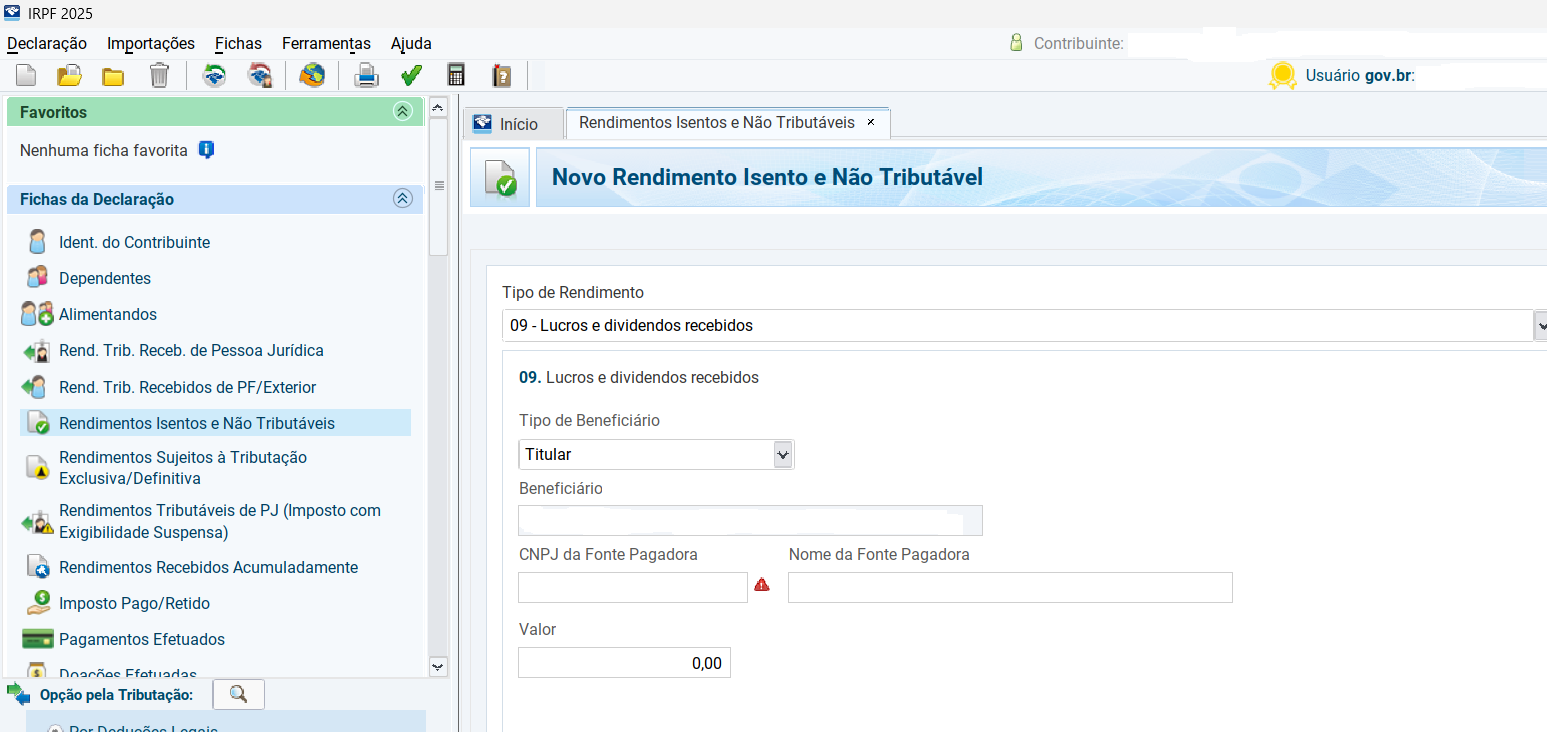 IRPF 2025
Declaração Importações Fichas Ferramentas Ajuda
Contribuinte:
Usuário gov.br:
Favoritos
Nenhuma ficha favorita
Fichas da Declaração
Ident. do Contribuinte
Dependentes
Alimentandos
Rend. Trib. Receb. de Pessoa Jurídica
Rend. Trib. Recebidos de PF/Exterior
Rendimentos Isentos e Não Tributáveis
Rendimentos Sujeitos à Tributação
Exclusiva/Definitiva
Rendimentos Tributáveis de PJ (Imposto com
Exigibilidade Suspensa)
Rendimentos Recebidos Acumuladamente
Imposto Pago/Retido
Pagamentos Efetuados
Doações Efetuadas
Opção pela Tributação:
Por Deduções Legais
Início
Rendimentos Isentos e Não Tributáveis ×
Novo Rendimento Isento e Não Tributável
Tipo de Rendimento
09 - Lucros e dividendos recebidos
09. Lucros e dividendos recebidos
Tipo de Beneficiário
Titular
Beneficiário
CNPJ da Fonte Pagadora Nome da Fonte Pagadora
Valor
0,00